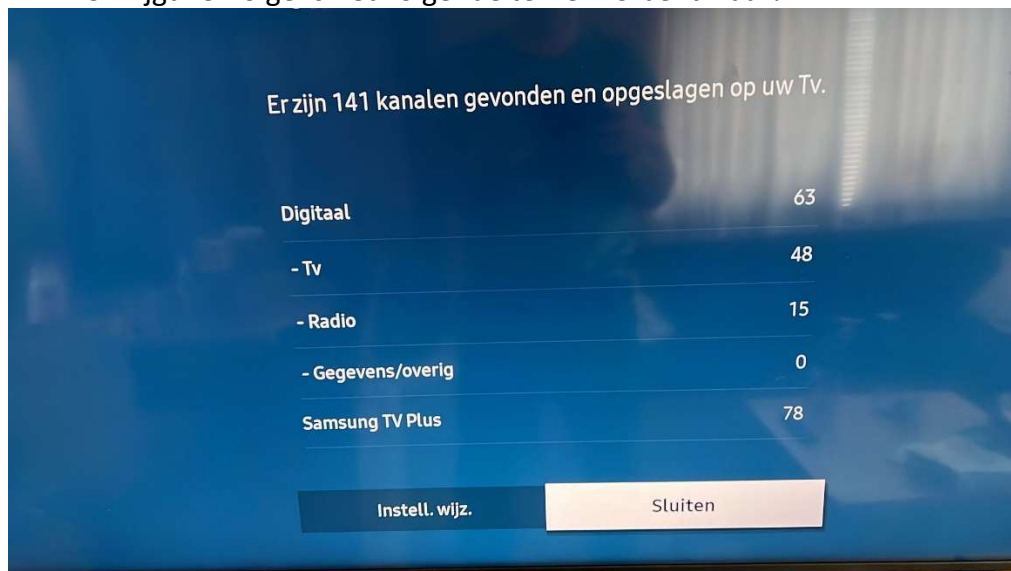 Er zijn 141 kanalen gevonden en opgeslagen op uw Tv.
Digitaal 63
- Tv 48
- Radio 15
- Gegevens/overig 0
Samsung TV Plus 78
Instell. wijz. Sluiten